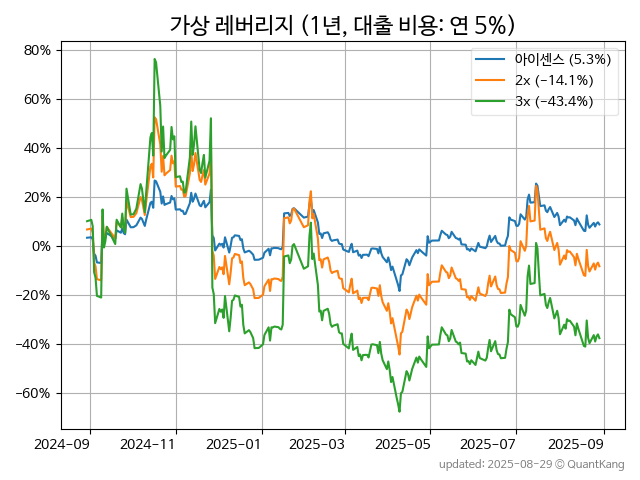 가상 레버리지 (1년, 대출 비용: 연 5%)
아이센스 (5.3%)
2x (−14.1%)
3x (−43.4%)
80%
60%
40%
20%
0%
−20%
−40%
−60%
2024-09 2024-11 2025-01 2025-03 2025-05 2025-07 2025-09
updated: 2025-08-29 © QuantKang